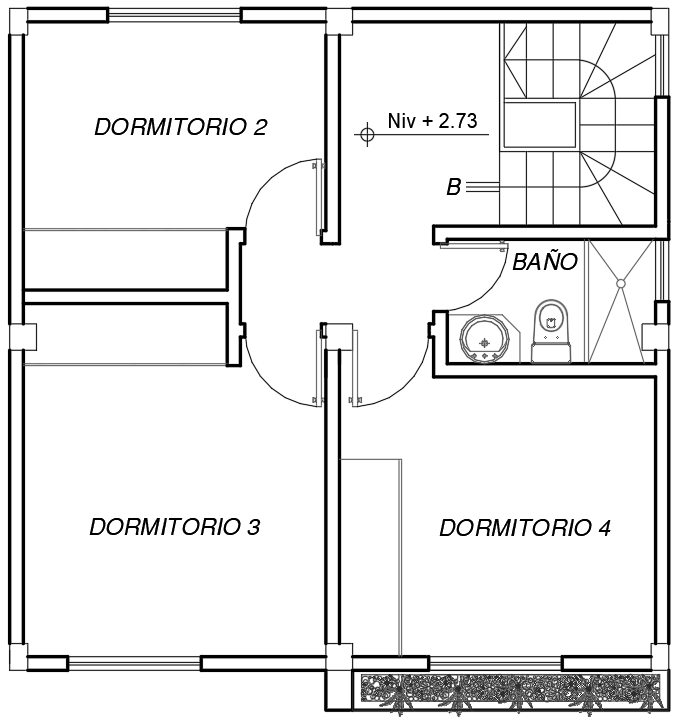 DORMITORIO 2
Niv + 2.73
B
BAÑO
DORMITORIO 3
DORMITORIO 4